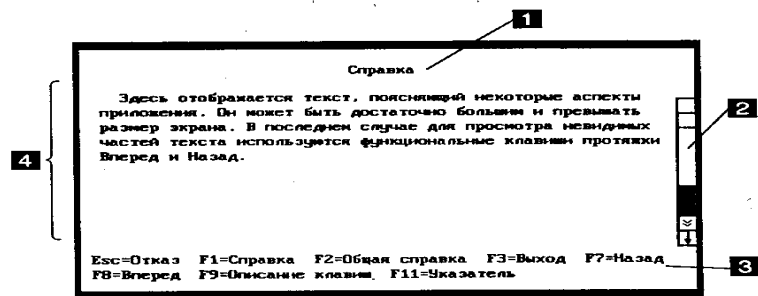 1
Справка
Здесь отображается текст, поясняющий некоторые аспекты
приложения. Он может быть достаточно большим и превышать
размер экрана. В последнем случае для просмотра невидимых
частей текста используются функциональные клавиши протяжки
Вперед и Назад.
2
4
Esc=Отказ F1=Справка F2=Общая справка F3=Выход F7=Назад
F8=Вперед F9=Описание клавиш F11=Указатель
3